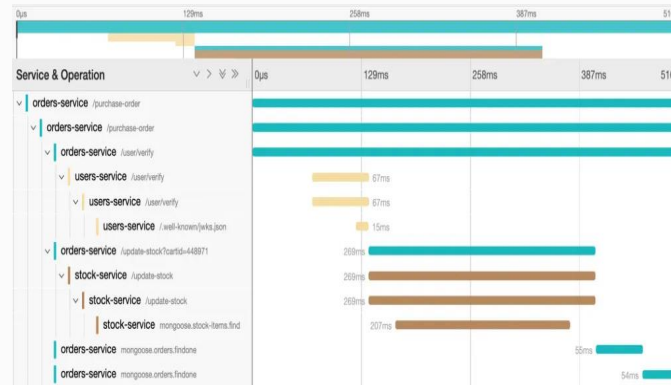 0μs 129ms 258ms 387ms
Service & Operation 0μs 129ms 258ms 387ms
orders-service /purchase-order
orders-service /purchase-order
orders-service /user/verify
users-service /user/verify 67ms
users-service /user/verify 67ms
users-service /.well-known/jwks.json 15ms
orders-service /update-stock?cartid=448971 269ms
stock-service /update-stock 269ms
stock-service /update-stock 269ms
stock-service mongoose.stock-items.find 207ms
orders-service mongoose.orders.findone 55ms
orders-service mongoose.orders.findone 54ms